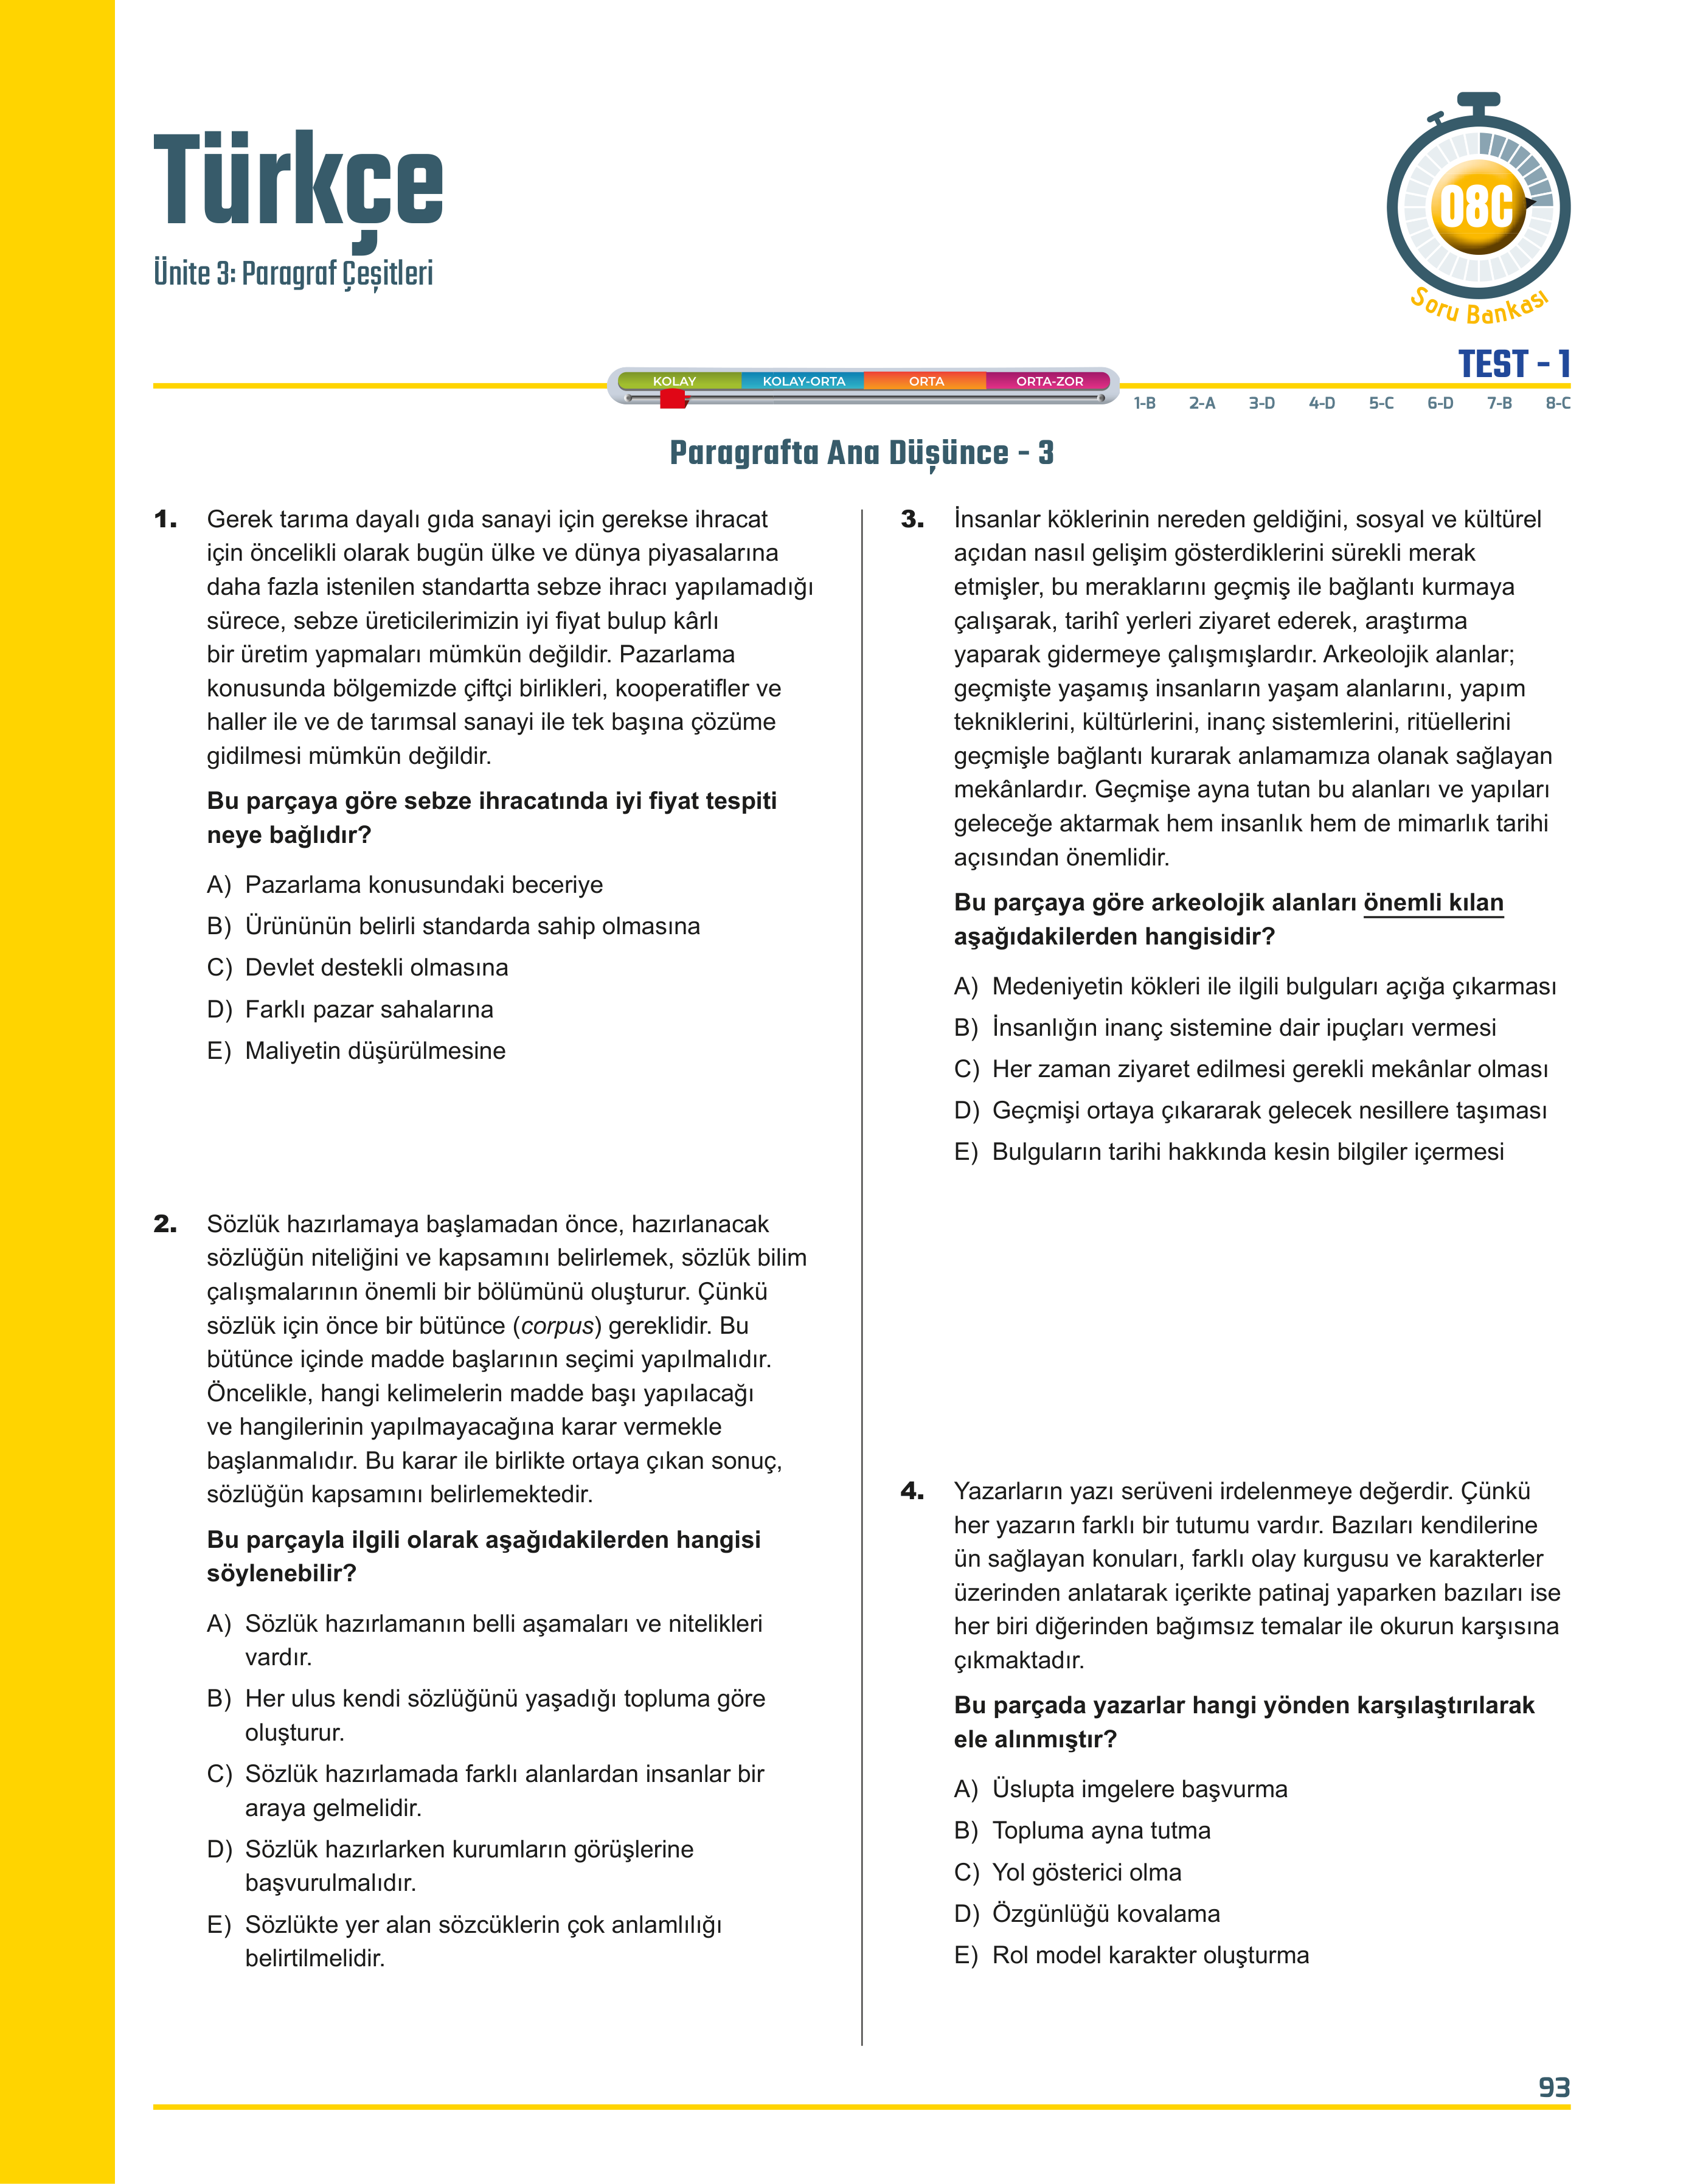 Türkçe
Ünite 3: Paragraf Çeşitleri
08C
Soru Bankası
TEST - 1
KOLAY KOLAY-ORTA ORTA ORTA-ZOR
1-B 2-A 3-D 4-D 5-C 6-D 7-B 8-C
Paragrafta Ana Düşünce - 3
1. Gerek tarıma dayalı gıda sanayi için gerekse ihracat
için öncelikli olarak bugün ülke ve dünya piyasalarına
daha fazla istenilen standartta sebze ihracı yapılamadığı
sürece, sebze üreticilerimizin iyi fiyat bulup kârlı
bir üretim yapmaları mümkün değildir. Pazarlama
konusunda bölgemizde çiftçi birlikleri, kooperatifler ve
haller ile ve de tarımsal sanayi ile tek başına çözüme
gidilmesi mümkün değildir.
Bu parçaya göre sebze ihracatında iyi fiyat tespiti
neye bağlıdır?
A) Pazarlama konusundaki beceriye
B) Ürününün belirli standarda sahip olmasına
C) Devlet destekli olmasına
D) Farklı pazar sahalarına
E) Maliyetin düşürülmesine
2. Sözlük hazırlamaya başlamadan önce, hazırlanacak
sözlüğün niteliğini ve kapsamını belirlemek, sözlük bilim
çalışmalarının önemli bir bölümünü oluşturur. Çünkü
sözlük için önce bir bütünce (corpus) gereklidir. Bu
bütünce içinde madde başlarının seçimi yapılmalıdır.
Öncelikle, hangi kelimelerin madde başı yapılacağı
ve hangilerinin yapılmayacağına karar vermekle
başlanmalıdır. Bu karar ile birlikte ortaya çıkan sonuç,
sözlüğün kapsamını belirlemektedir.
Bu parçayla ilgili olarak aşağıdakilerden hangisi
söylenebilir?
A) Sözlük hazırlamanın belli aşamaları ve nitelikleri
vardır.
B) Her ulus kendi sözlüğünü yaşadığı topluma göre
oluşturur.
C) Sözlük hazırlamada farklı alanlardan insanlar bir
araya gelmelidir.
D) Sözlük hazırlarken kurumların görüşlerine
başvurulmalıdır.
E) Sözlükte yer alan sözcüklerin çok anlamlılığı
belirtilmelidir.
3. İnsanlar köklerinin nereden geldiğini, sosyal ve kültürel
açıdan nasıl gelişim gösterdiklerini sürekli merak
etmişler, bu meraklarını geçmiş ile bağlantı kurmaya
çalışarak, tarihî yerleri ziyaret ederek, araştırma
yaparak gidermeye çalışmışlardır. Arkeolojik alanlar;
geçmişte yaşamış insanların yaşam alanlarını, yapım
tekniklerini, kültürlerini, inanç sistemlerini, ritüellerini
geçmişle bağlantı kurarak anlamamıza olanak sağlayan
mekânlardır. Geçmişe ayna tutan bu alanları ve yapıları
geleceğe aktarmak hem insanlık hem de mimarlık tarihi
açısından önemlidir.
Bu parçaya göre arkeolojik alanları önemli kılan
aşağıdakilerden hangisidir?
A) Medeniyetin kökleri ile ilgili bulguları açığa çıkarması
B) İnsanlığın inanç sistemine dair ipuçları vermesi
C) Her zaman ziyaret edilmesi gerekli mekânlar olması
D) Geçmişi ortaya çıkararak gelecek nesillere taşıması
E) Bulguların tarihi hakkında kesin bilgiler içermesi
4. Yazarların yazı serüveni irdelenmeye değerdir. Çünkü
her yazarın farklı bir tutumu vardır. Bazıları kendilerine
ün sağlayan konuları, farklı olay kurgusu ve karakterler
üzerinden anlatarak içerikte patinaj yaparken bazıları ise
her biri diğerinden bağımsız temalar ile okurun karşısına
çıkmaktadır.
Bu parçada yazarlar hangi yönden karşılaştırılarak
ele alınmıştır?
A) Üslupta imgelere başvurma
B) Topluma ayna tutma
C) Yol gösterici olma
D) Özgünlüğü kovalama
E) Rol model karakter oluşturma
93